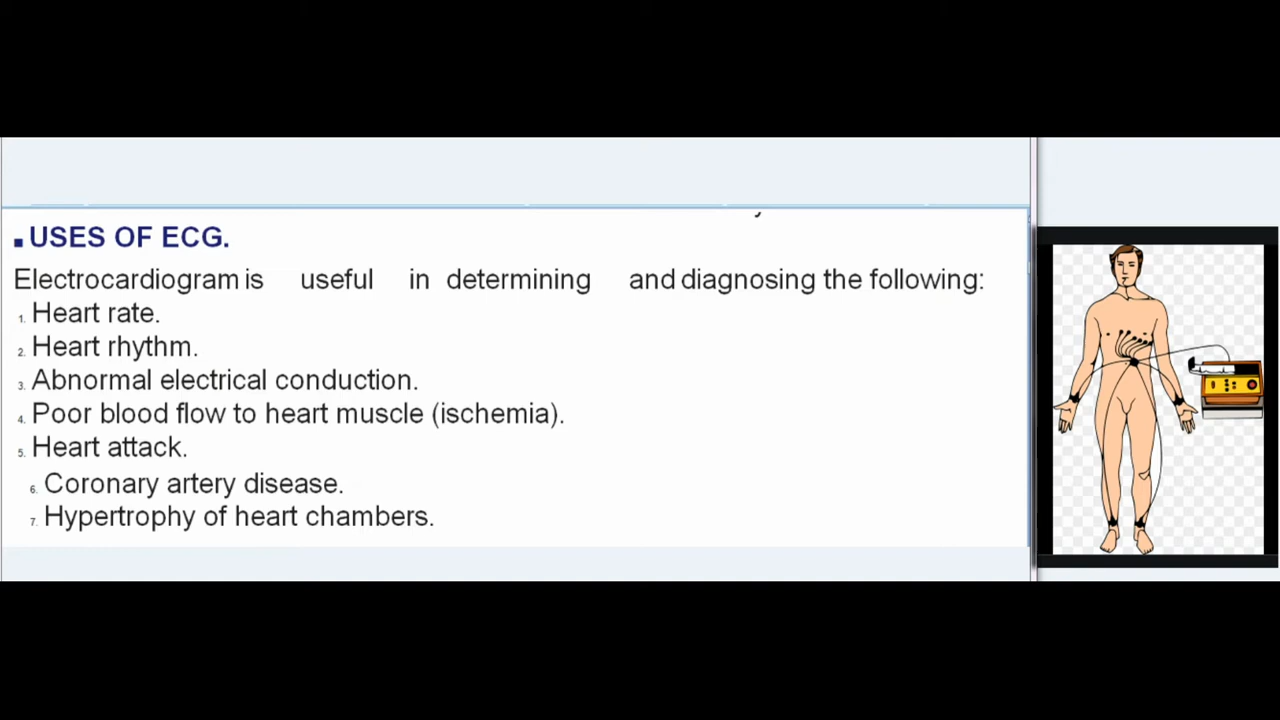 ▪ USES OF ECG.
Electrocardiogram is useful in determining and diagnosing the following:
1. Heart rate.
2. Heart rhythm.
3. Abnormal electrical conduction.
4. Poor blood flow to heart muscle (ischemia).
5. Heart attack.
6. Coronary artery disease.
7. Hypertrophy of heart chambers.